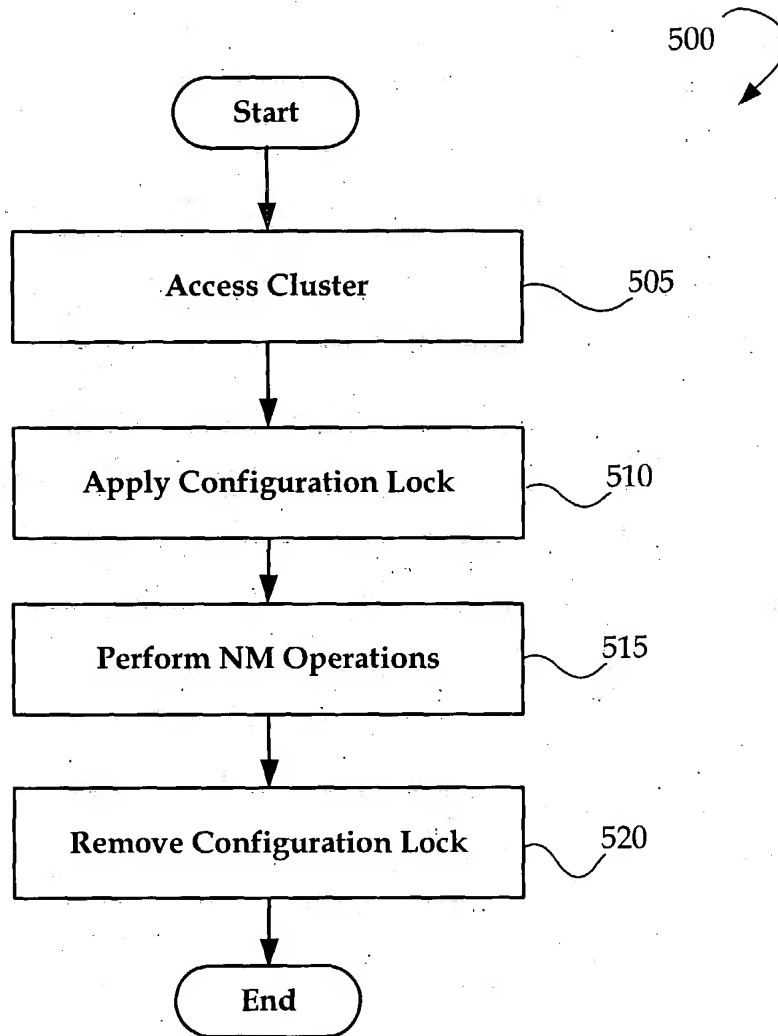 500
Start
Access Cluster
505
Apply Configuration Lock
510
Perform NM Operations
515
Remove Configuration Lock
520
End